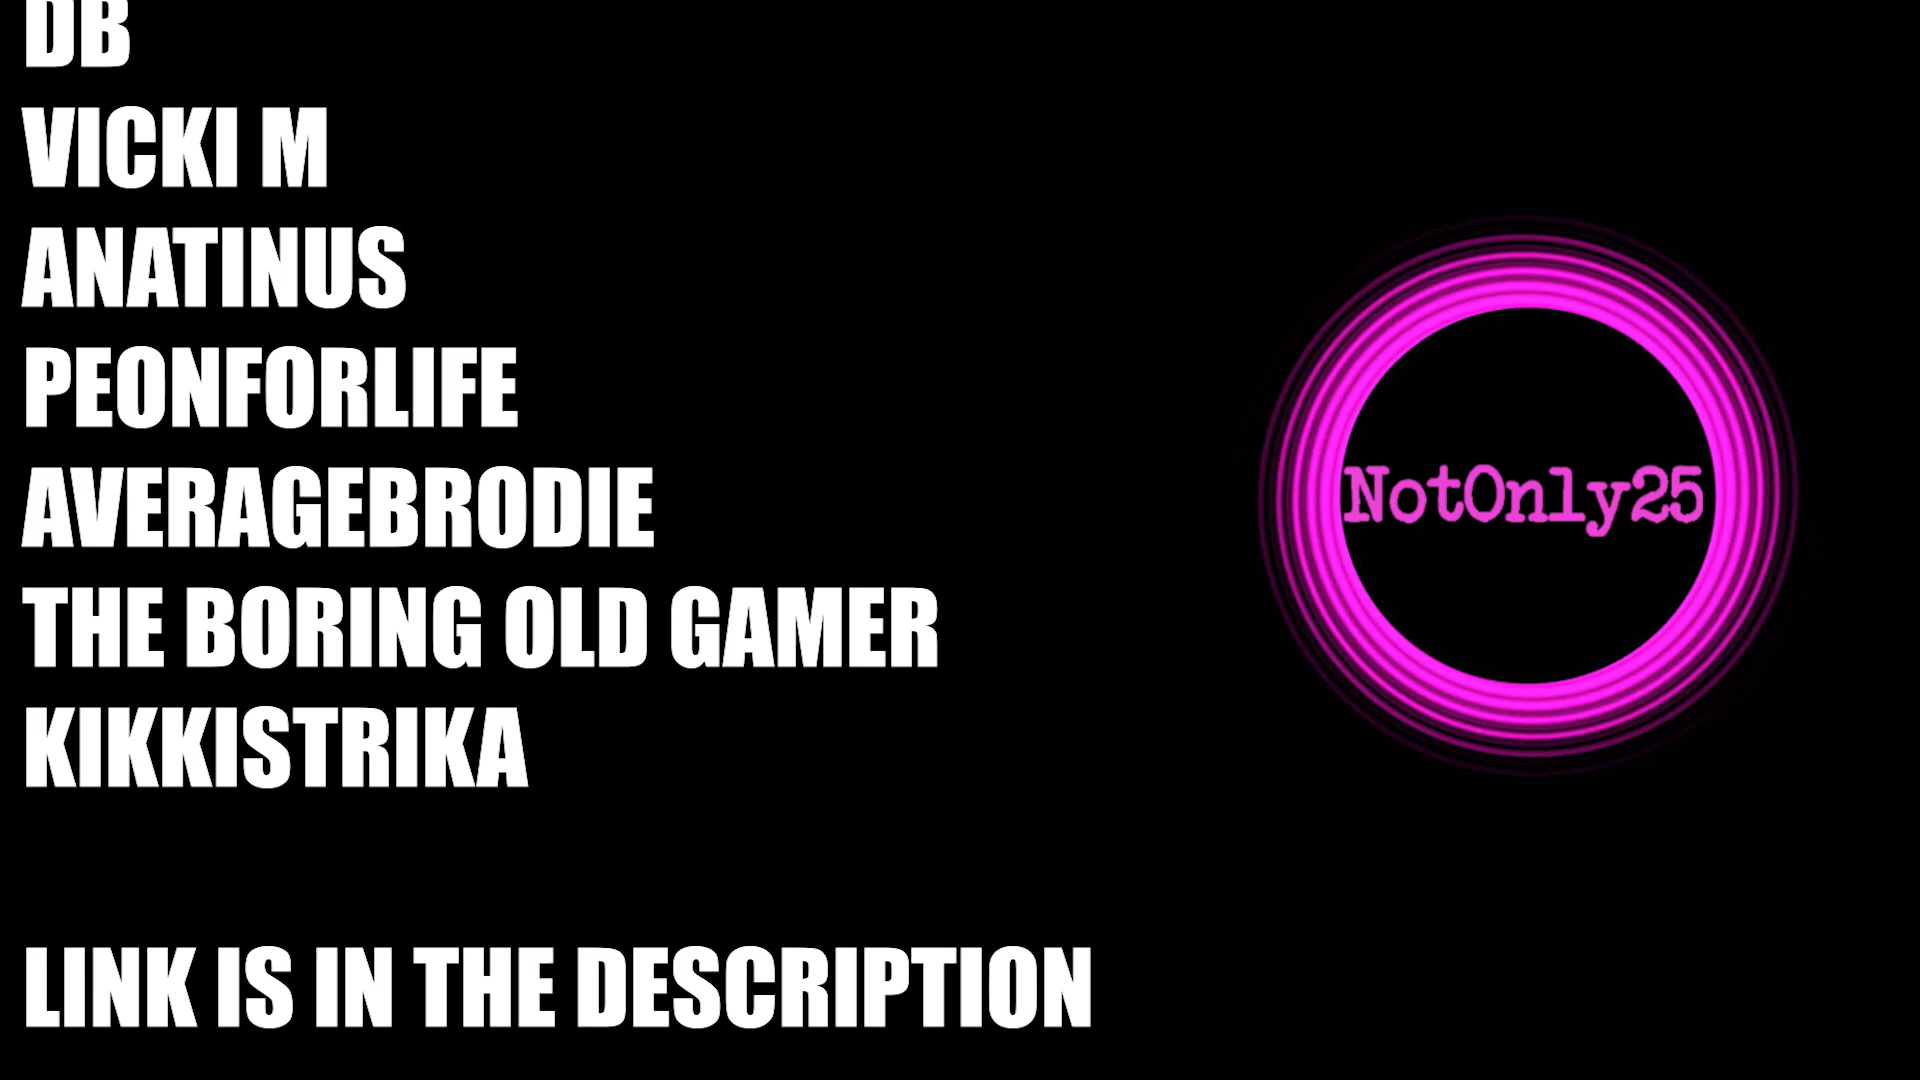 DB
VICKI M
ANATINUS
PEONFORLIFE
AVERAGEBRODIE
THE BORING OLD GAMER
KIKKISTRIKA
LINK IS IN THE DESCRIPTION
NotOnly25